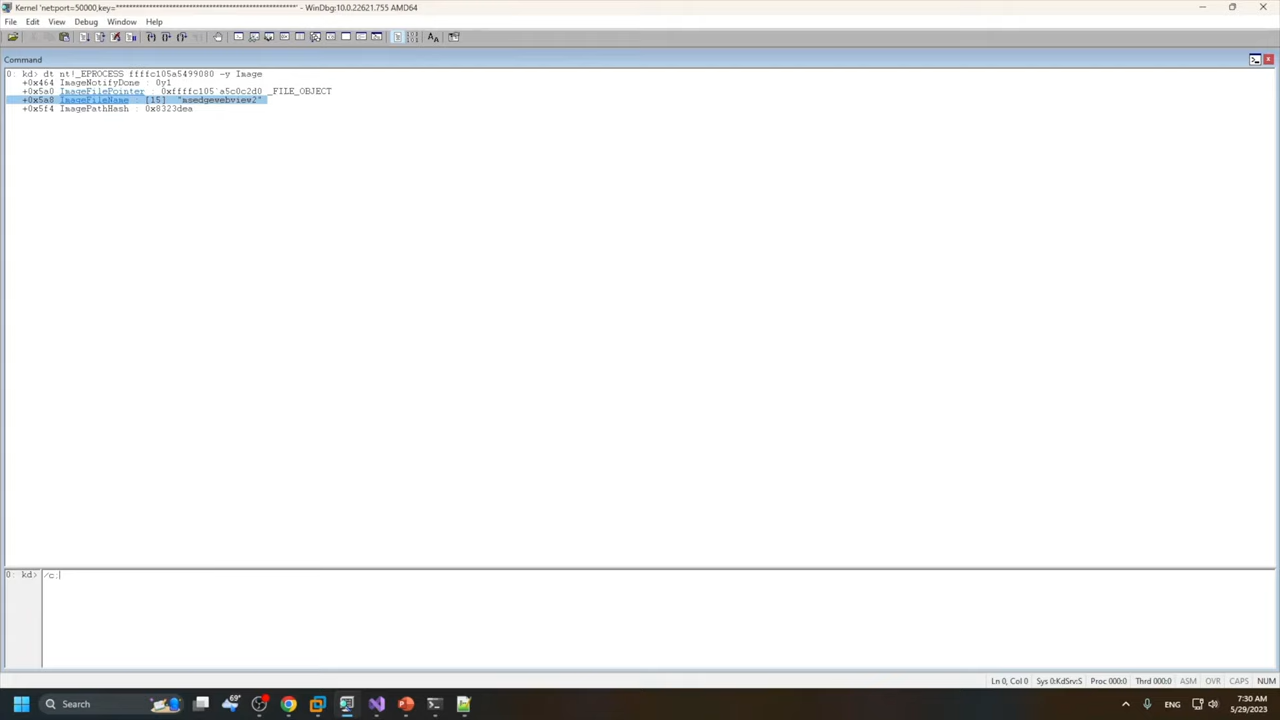 Kernel 'net:port=50000,key=****************************************************' - WinDbg:10.0.22621.755 AMD64
File Edit View Debug Window Help
Command
0: kd> dt nt!_EPROCESS ffffc105a5499080 -y Image
+0x464 ImageNotifyDone : 0y1
+0x5a0 ImageFilePointer : 0xffffc105`a5c0c2d0 _FILE_OBJECT
+0x5a8 ImageFileName : [15] "msedgewebview2"
+0x5f4 ImagePathHash : 0x8323dea
0: kd> /c:
Ln 0, Col 0 Sys 0:KdSrv:S Proc 000:0 Thrd 000:0 ASM OVR CAPS NUM
Search
69°
ENG
7:30 AM
5/29/2023